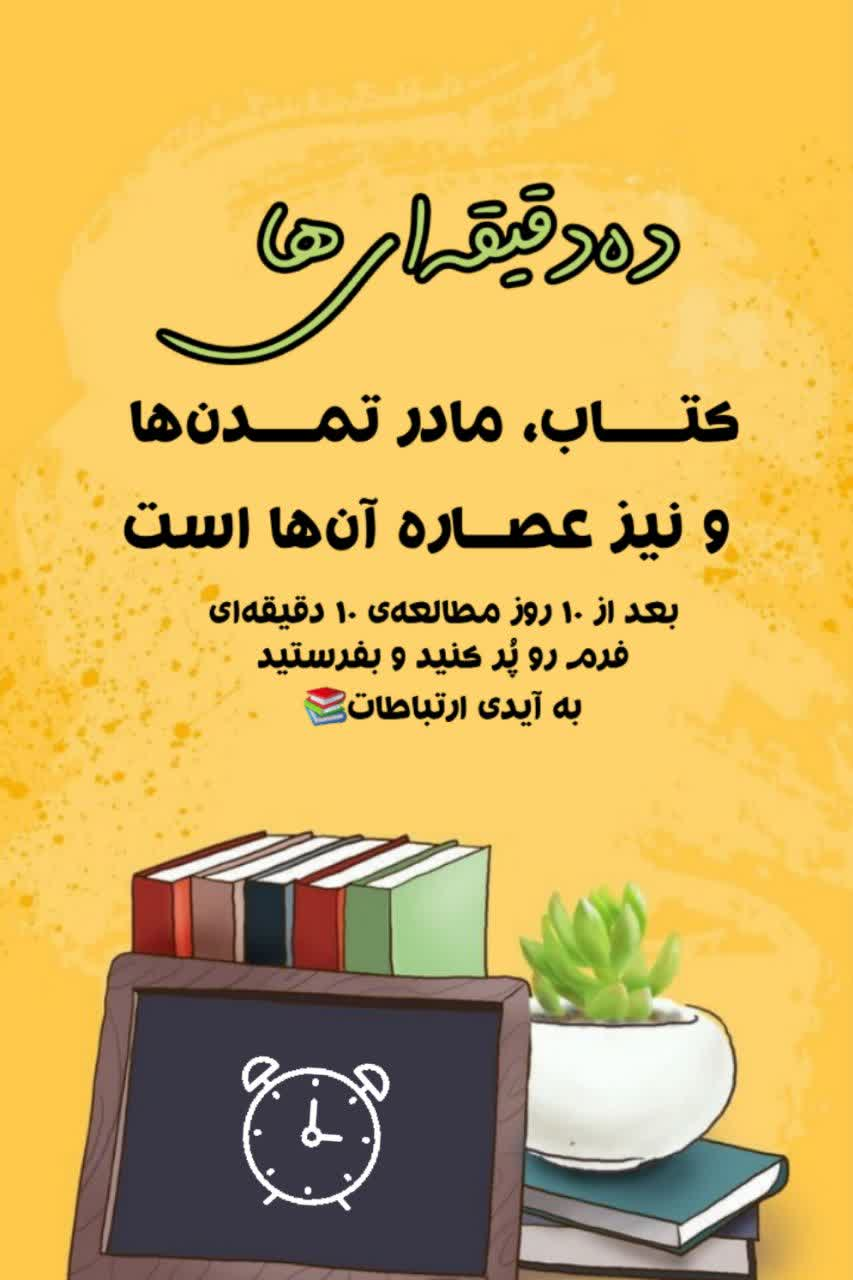 ده‌دقیقه‌ای‌ها
کتـــاب، مادر تمـــدن‌ها
و نیز عصـــاره آن‌ها است
بعد از ۱۰ روز مطالعه‌ی ۱۰ دقیقه‌ای
فرم رو پُر کنید و بفرستید
به آیدی ارتباطات📚